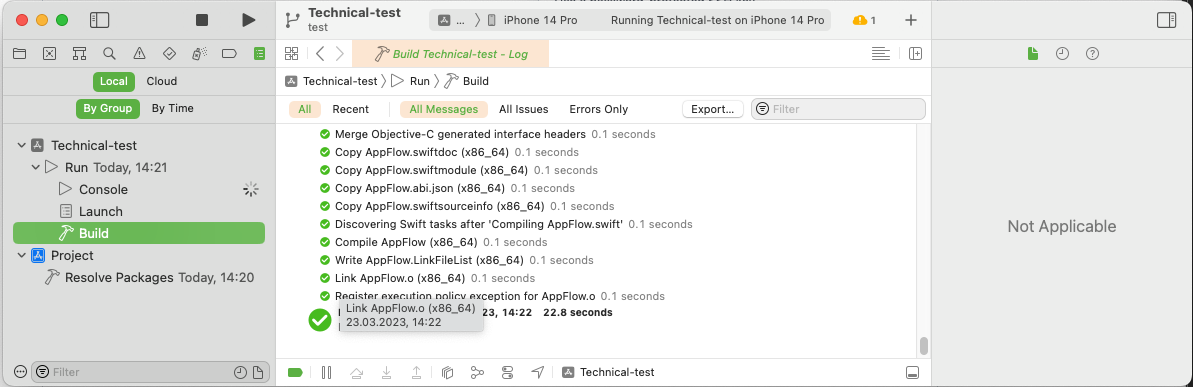 Technical-test
test
... iPhone 14 Pro Running Technical-test on iPhone 14 Pro 1
Build Technical-test - Log
Local Cloud
By Group By Time
Technical-test
Run Today, 14:21
Console
Launch
Build
Project
Resolve Packages Today, 14:20
Filter
Technical-test Run Build
All Recent All Messages All Issues Errors Only Export... Filter
Merge Objective-C generated interface headers 0.1 seconds
Copy AppFlow.swiftdoc (x86_64) 0.1 seconds
Copy AppFlow.swiftmodule (x86_64) 0.1 seconds
Copy AppFlow.abi.json (x86_64) 0.1 seconds
Copy AppFlow.swiftsourceinfo (x86_64) 0.1 seconds
Discovering Swift tasks after 'Compiling AppFlow.swift' 0.1 seconds
Compile AppFlow (x86_64) 0.1 seconds
Write AppFlow.LinkFileList (x86_64) 0.1 seconds
Link AppFlow.o (x86_64) 0.1 seconds
Register execution policy exception for AppFlow.o 0.1 seconds
14:22 22.8 seconds
Link AppFlow.o (x86_64)
23.03.2023, 14:22
Technical-test
Not Applicable